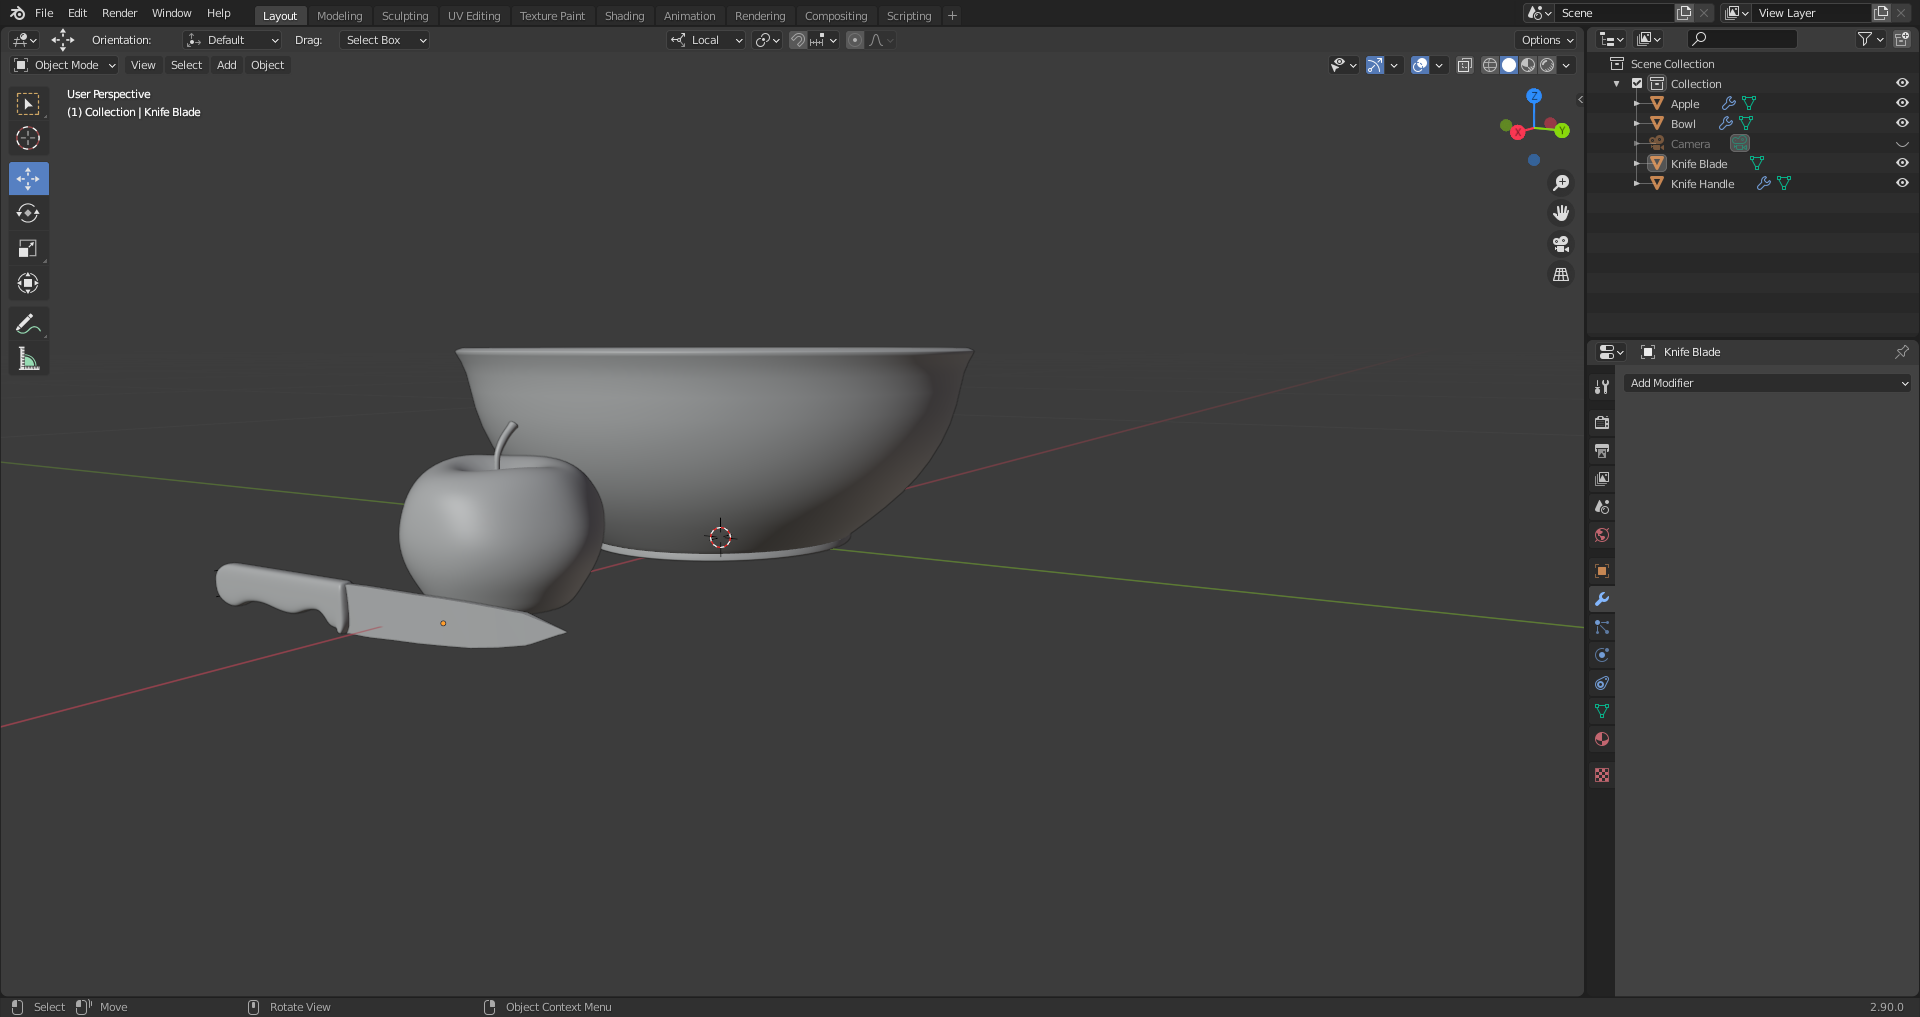 File Edit Render Window Help Layout Modeling Sculpting UV Editing Texture Paint Shading Animation Rendering Compositing Scripting + Scene View Layer
Orientation: Default Drag: Select Box Local Options
Object Mode View Select Add Object
User Perspective
(1) Collection | Knife Blade
Z
X
Y
Scene Collection
Collection
Apple
Bowl
Camera
Knife Blade
Knife Handle
Knife Blade
Add Modifier
Select Move Rotate View Object Context Menu 2.90.0